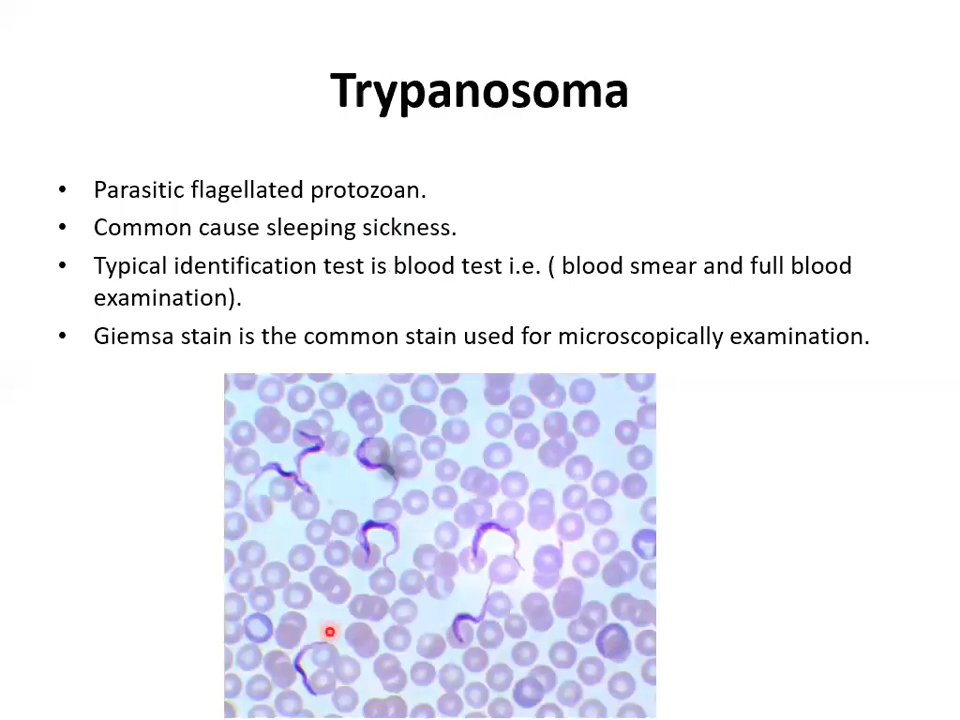 Trypanosoma
• Parasitic flagellated protozoan.
• Common cause sleeping sickness.
• Typical identification test is blood test i.e. ( blood smear and full blood
examination).
• Giemsa stain is the common stain used for microscopically examination.